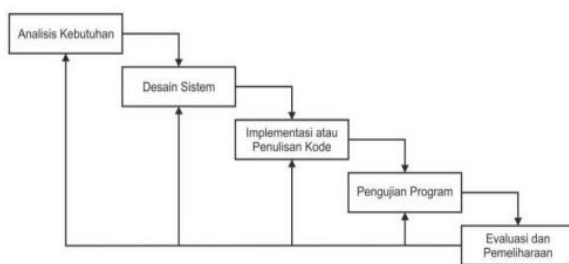 Analisis Kebutuhan
Desain Sistem
Implementasi atau
Penulisan Kode
Pengujian Program
Evaluasi dan
Pemeliharaan